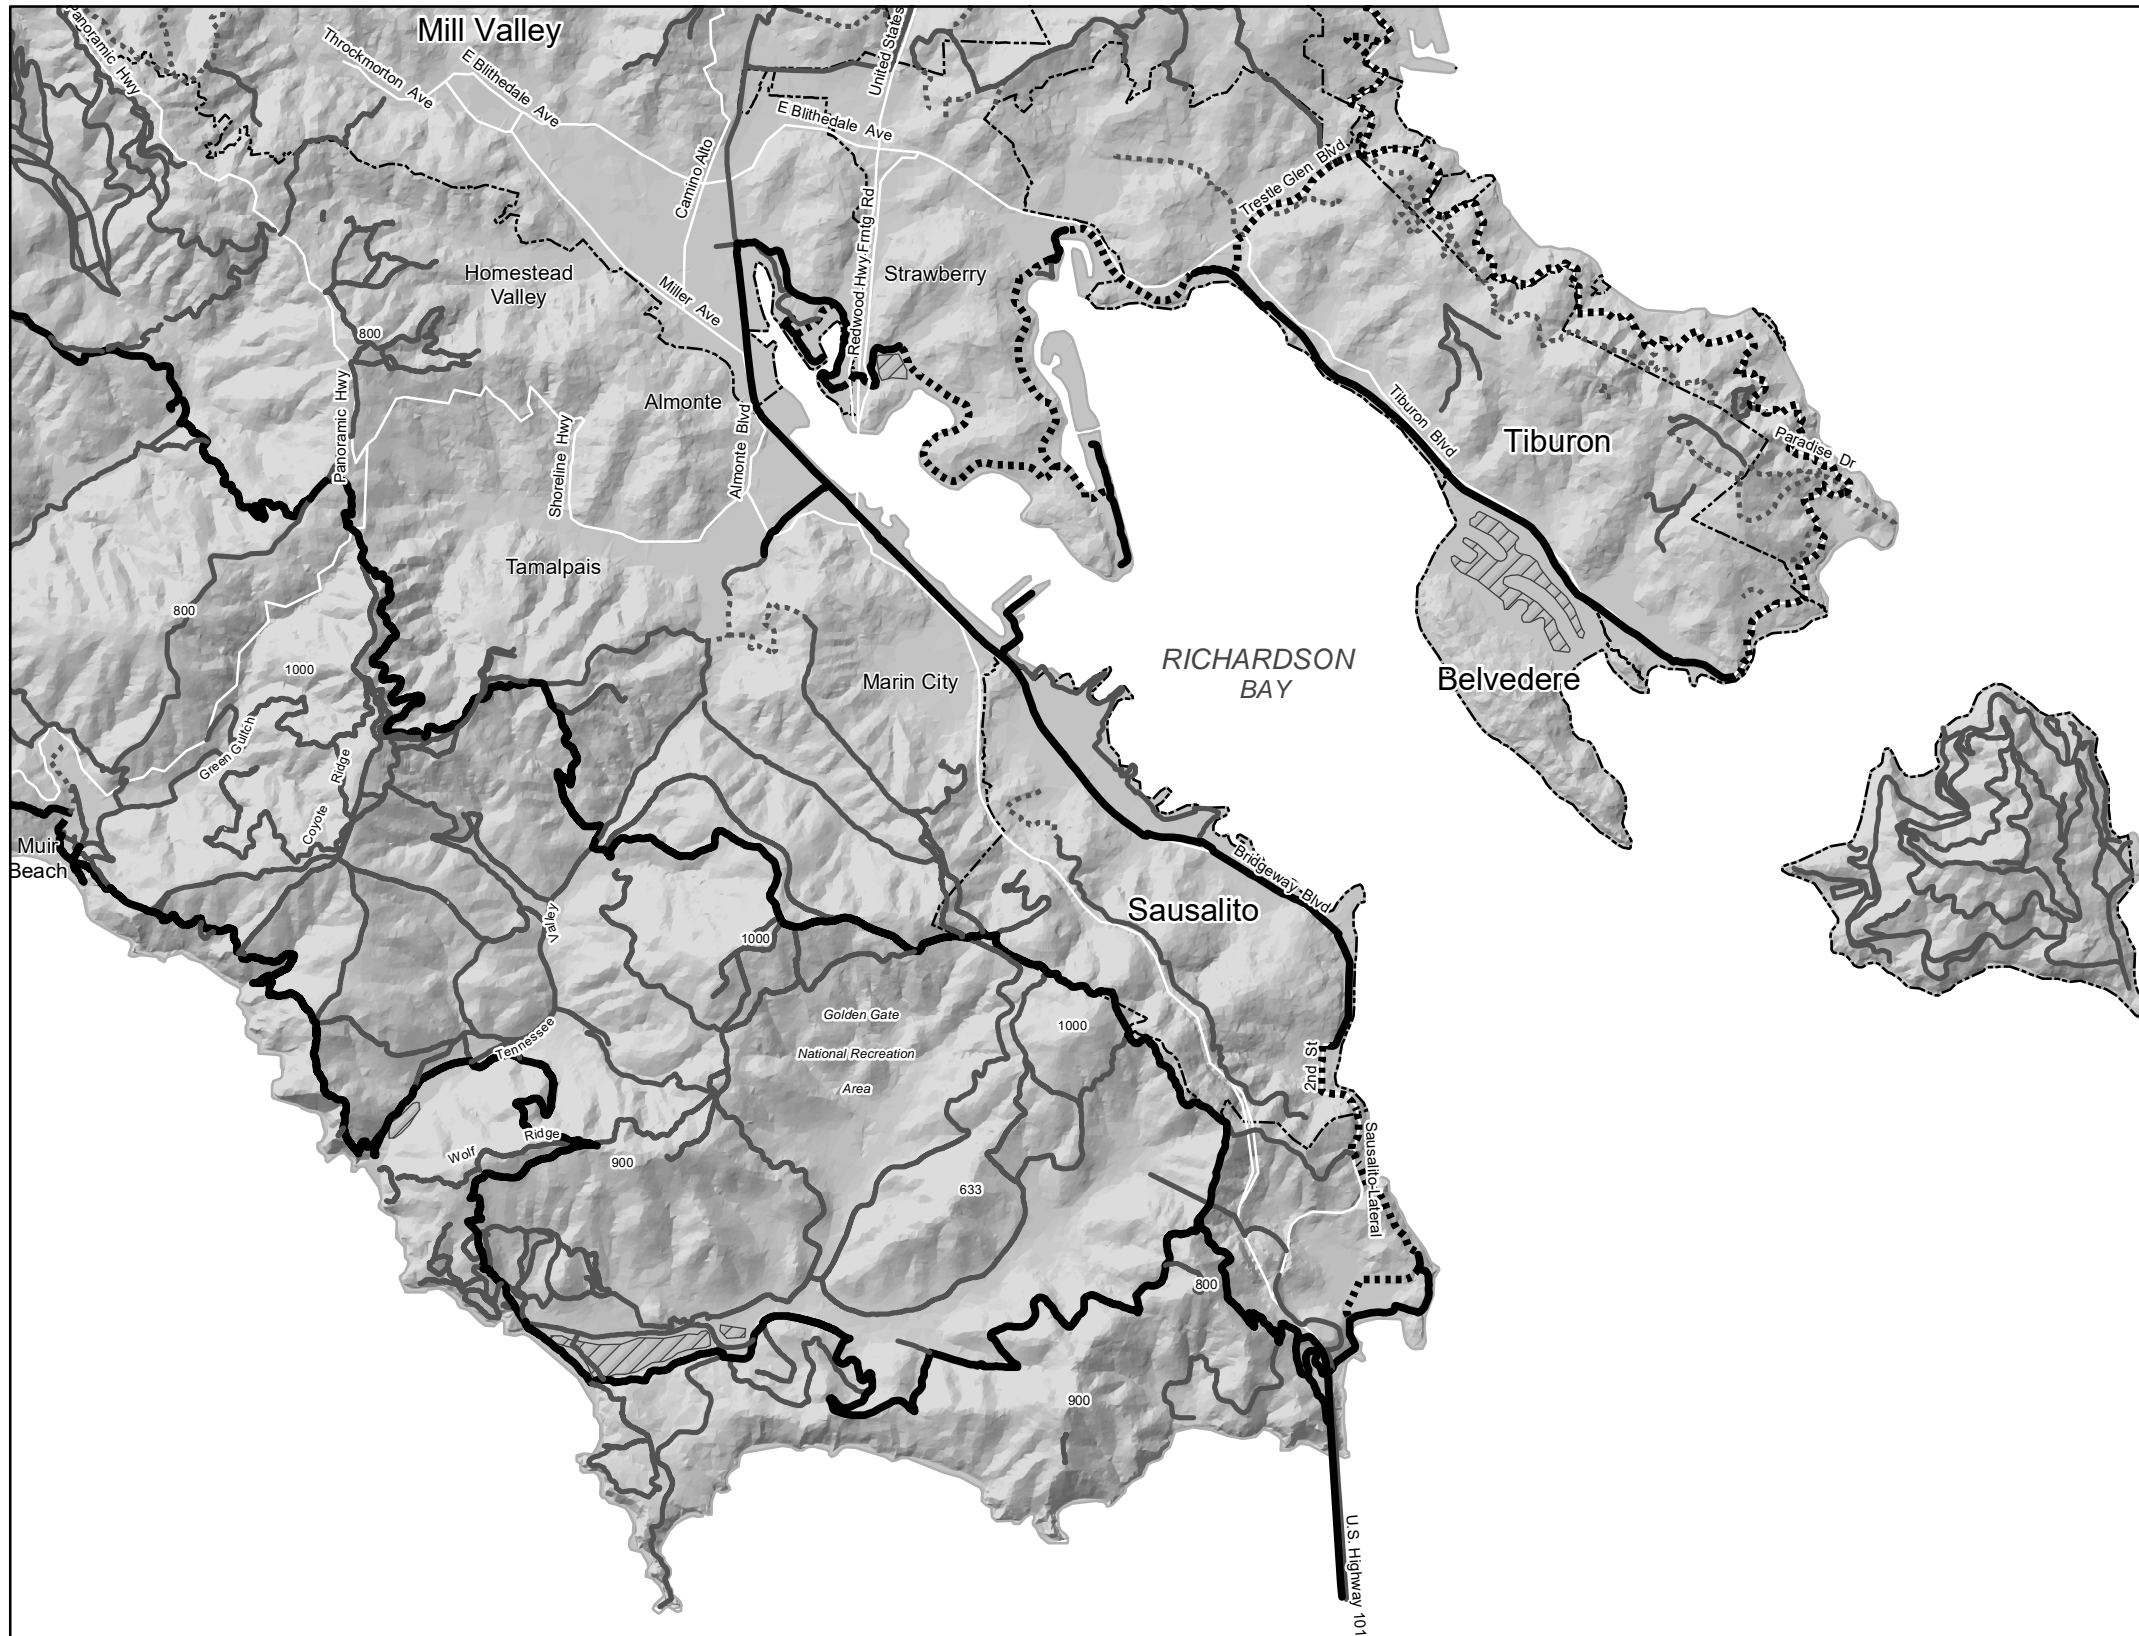 Mill Valley
United States
Panoramic Hwy
Throckmorton Ave
E Blithedale Ave
E Blithedale Ave
Camino Alto
Trestle Glen Blvd
Redwood Hwy Frntg Rd
Strawberry
Homestead
Valley
Miller Ave
800
Panoramic Hwy
Almonte
Almonte Blvd
Shoreline Hwy
Tiburon Blvd
Tiburon
Paradise Dr
Tamalpais
800
1000
RICHARDSON
BAY
Marin City
Belvedere
Green Gultch
Coyote Ridge
Muir
Beach
Bridgeway Blvd
Sausalito
Valley
1000
Golden Gate
National Recreation
Area
1000
Tennessee
2nd St
Wolf Ridge
900
Sausalito Lateral
633
800
900
U.S. Highway 101